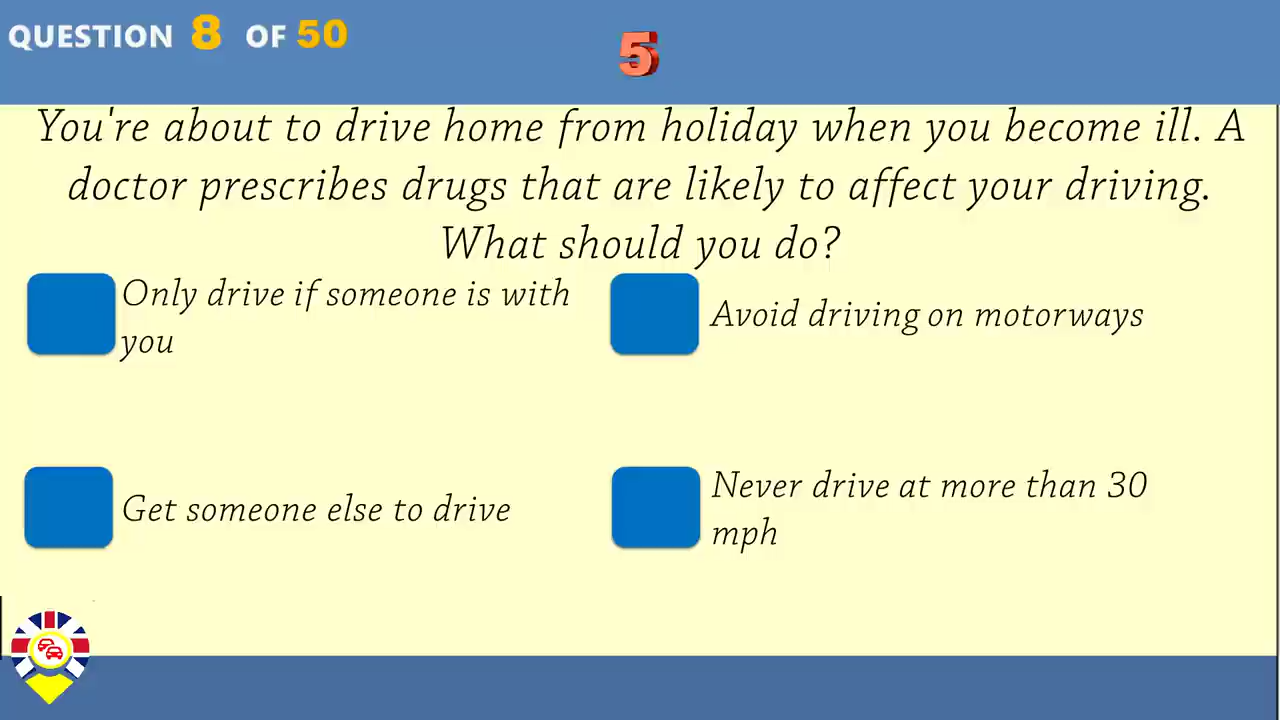 QUESTION 8 OF 50
5
You're about to drive home from holiday when you become ill. A
doctor prescribes drugs that are likely to affect your driving.
What should you do?
Only drive if someone is with
you
Avoid driving on motorways
Get someone else to drive
Never drive at more than 30
mph